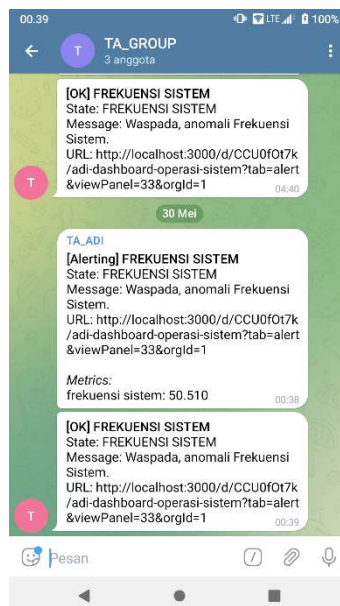 00.39
LTE
100%
T
TA_GROUP
3 anggota
[OK] FREKUENSI SISTEM
State: FREKUENSI SISTEM
Message: Waspada, anomali Frekuensi
Sistem.
URL: http://localhost:3000/d/CCU0fOt7k
/adi-dashboard-operasi-sistem?tab=alert
&viewPanel=33&orgId=1
04:40
T
30 Mei
TA_ADI
[Alerting] FREKUENSI SISTEM
State: FREKUENSI SISTEM
Message: Waspada, anomali Frekuensi
Sistem.
URL: http://localhost:3000/d/CCU0fOt7k
/adi-dashboard-operasi-sistem?tab=alert
&viewPanel=33&orgId=1
Metrics:
frekuensi sistem: 50.510
00:38
[OK] FREKUENSI SISTEM
State: FREKUENSI SISTEM
Message: Waspada, anomali Frekuensi
Sistem.
URL: http://localhost:3000/d/CCU0fOt7k
/adi-dashboard-operasi-sistem?tab=alert
&viewPanel=33&orgId=1
00:39
T
Pesan